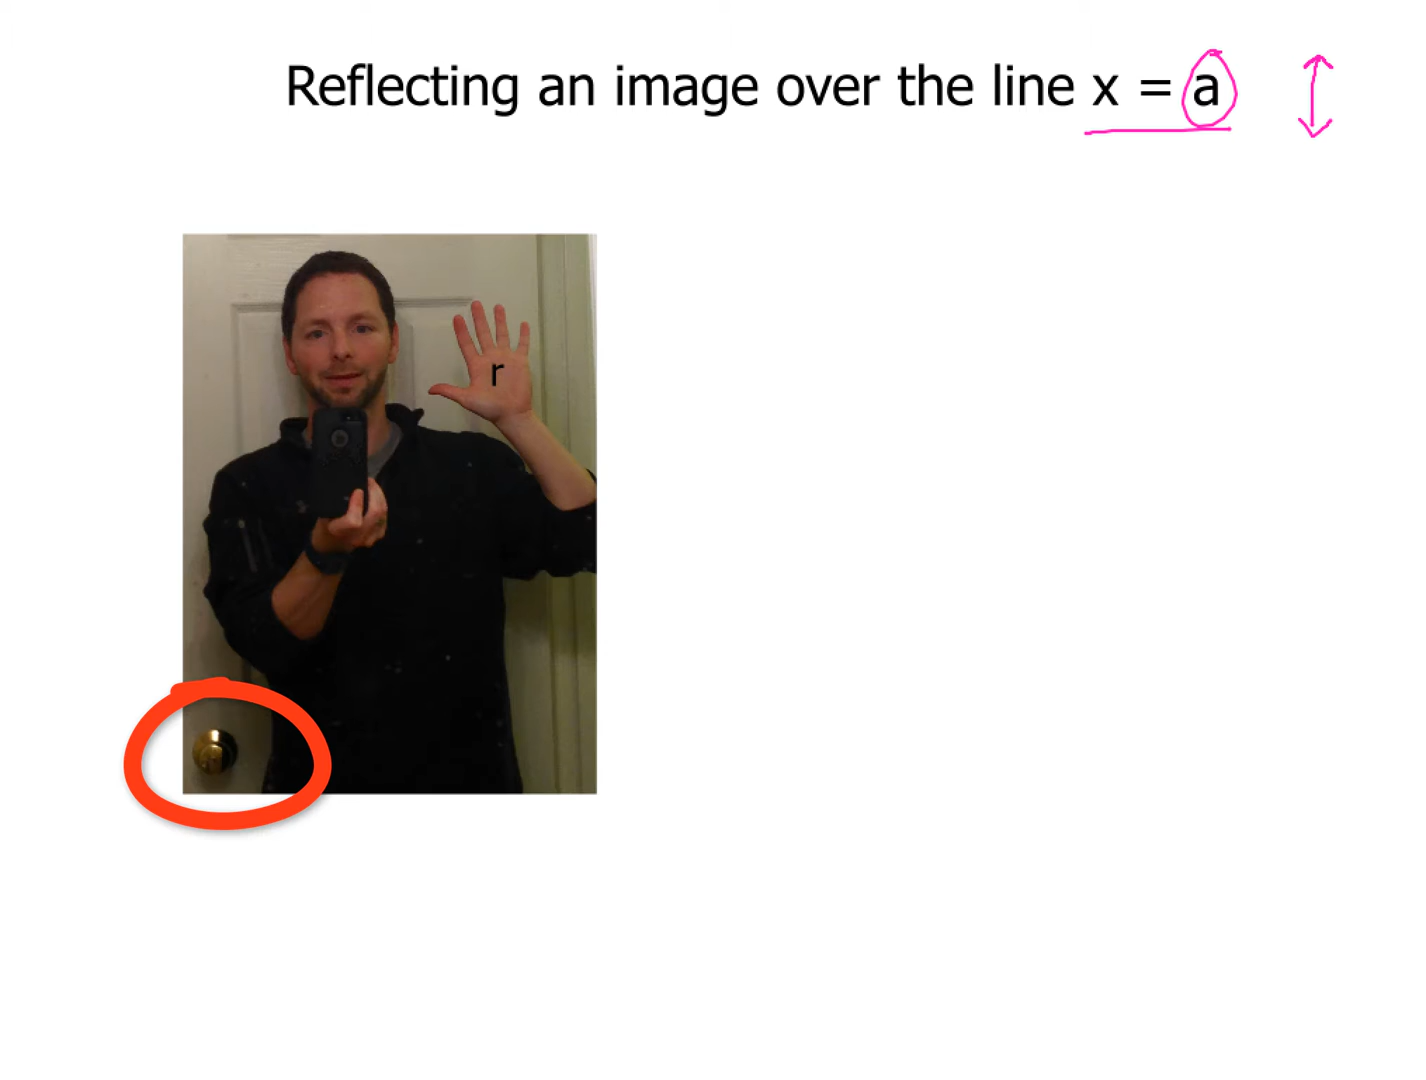 Reflecting an image over the line x = a
r